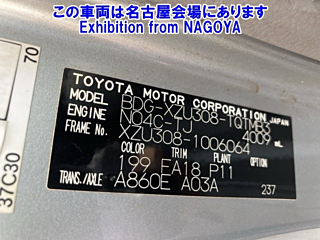 この車両は名古屋会場にあります
Exhibition from NAGOYA
TOYOTA MOTOR CORPORATION JAPAN
MODEL BDG-XZU308-TQTMB3
ENGINE N04C-TJ 4009 mL
FRAME No. XZU308-1006064
COLOR TRIM PLANT OPTION
199 EA18 P11
TRANS./AXLE A860E A03A 237
37C30
70